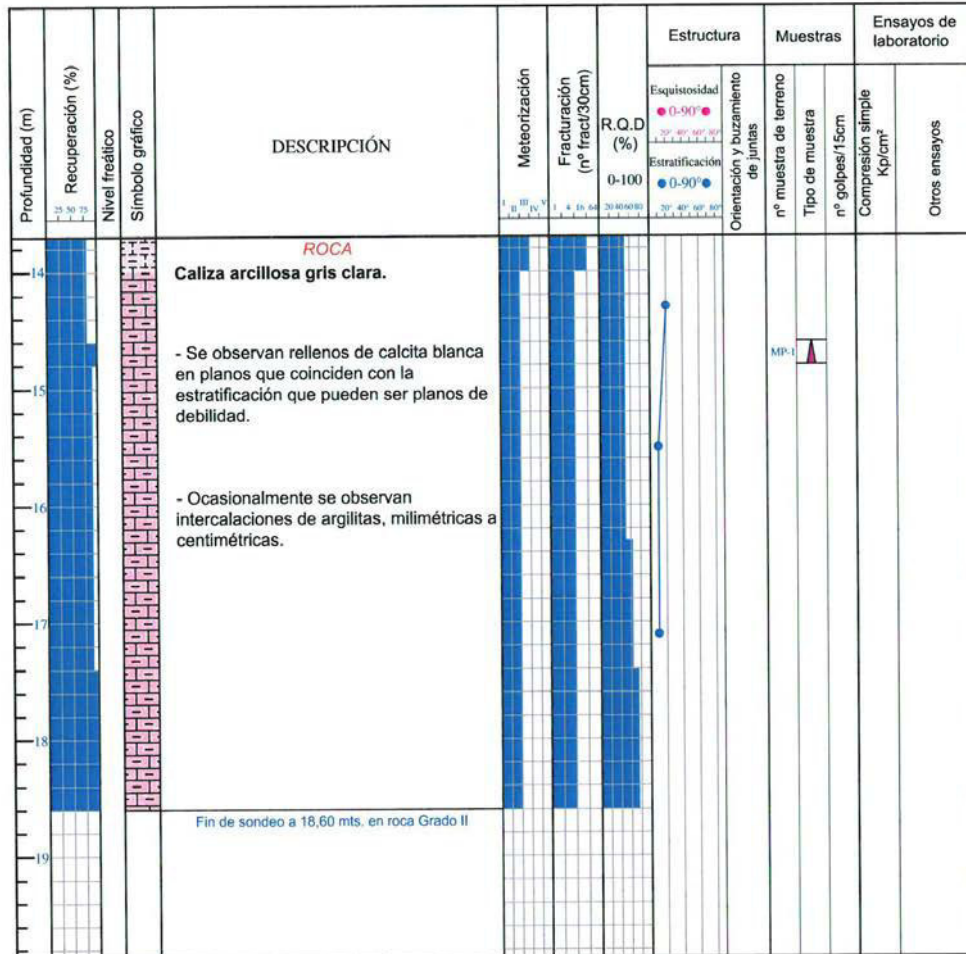 Estructura
Muestras
Ensayos de
laboratorio
Profundidad (m)
Recuperación (%)
25 50 75
Nivel freático
Símbolo gráfico
DESCRIPCIÓN
Meteorización
I II III IV V
Fracturación
(nº fract/30cm)
1 4 16 64
R.Q.D
(%)
0-100
20 40 60 80
Esquistosidad
0-90°
20° 40° 60° 80°
Estratificación
0-90°
20° 40° 60° 80°
Orientación y buzamiento
de juntas
nº muestra de terreno
Tipo de muestra
nº golpes/15cm
Compresión simple
Kp/cm²
Otros ensayos
ROCA
Caliza arcillosa gris clara.
14
- Se observan rellenos de calcita blanca
en planos que coinciden con la
estratificación que pueden ser planos de
debilidad.
MP-1
15
- Ocasionalmente se observan
intercalaciones de argilitas, milimétricas a
centimétricas.
16
17
18
Fin de sondeo a 18,60 mts. en roca Grado II
19